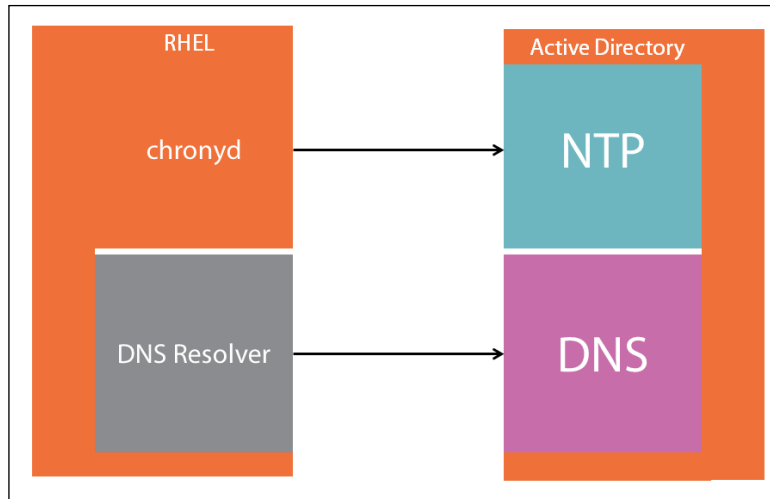 RHEL
Active Directory
chronyd
NTP
DNS Resolver
DNS